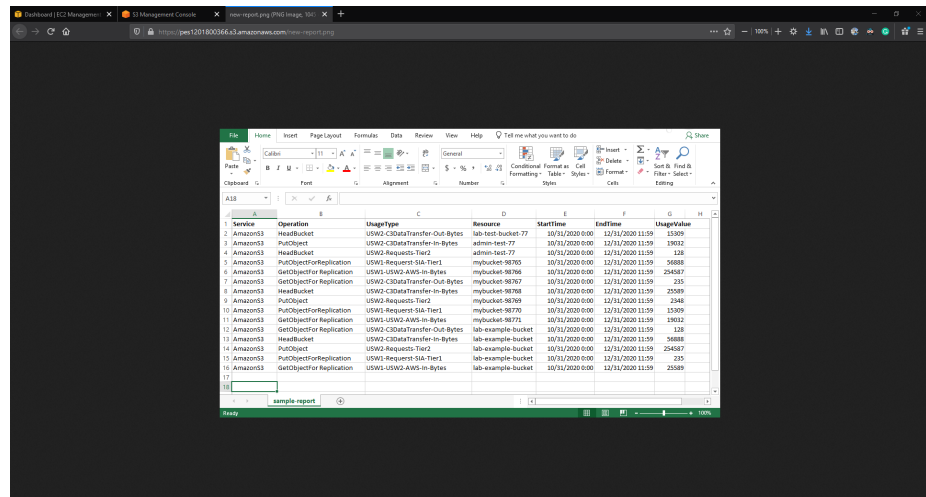 Dashboard | EC2 Management
S3 Management Console
new-report.png (PNG Image, 104
https://pes1201800366.s3.amazonaws.com/new-report.png
100%
File Home Insert Page Layout Formulas Data Review View Help Tell me what you want to do Share
Paste
Calibri 11
B I U
General
$ %
Conditional Formatting
Format as Table
Cell Styles
Insert
Delete
Format
Sort & Filter
Find & Select
Clipboard Font Alignment Number Styles Cells Editing
A18 fx
A B C D E F G H
1 Service Operation UsageType Resource StartTime EndTime UsageValue
2 AmazonS3 HeadBucket USW2-C3DataTransfer-Out-Bytes lab-test-bucket-77 10/31/2020 0:00 12/31/2020 11:59 15309
3 AmazonS3 PutObject USW2-C3DataTransfer-In-Bytes admin-test-77 10/31/2020 0:00 12/31/2020 11:59 19032
4 AmazonS3 HeadBucket USW2-Requests-Tier2 admin-test-77 10/31/2020 0:00 12/31/2020 11:59 128
5 AmazonS3 PutObjectForReplication USW1-Requerst-SIA-Tier1 mybucket-98765 10/31/2020 0:00 12/31/2020 11:59 56888
6 AmazonS3 GetObjectFor Replication USW1-USW2-AWS-In-Bytes mybucket-98766 10/31/2020 0:00 12/31/2020 11:59 254587
7 AmazonS3 GetObjectFor Replication USW2-C3DataTransfer-Out-Bytes mybucket-98767 10/31/2020 0:00 12/31/2020 11:59 235
8 AmazonS3 HeadBucket USW2-C3DataTransfer-In-Bytes mybucket-98768 10/31/2020 0:00 12/31/2020 11:59 25589
9 AmazonS3 PutObject USW2-Requests-Tier2 mybucket-98769 10/31/2020 0:00 12/31/2020 11:59 2348
10 AmazonS3 PutObjectForReplication USW1-Requerst-SIA-Tier1 mybucket-98770 10/31/2020 0:00 12/31/2020 11:59 15309
11 AmazonS3 GetObjectFor Replication USW1-USW2-AWS-In-Bytes mybucket-98771 10/31/2020 0:00 12/31/2020 11:59 19032
12 AmazonS3 GetObjectFor Replication USW2-C3DataTransfer-Out-Bytes lab-example-bucket 10/31/2020 0:00 12/31/2020 11:59 128
13 AmazonS3 HeadBucket USW2-C3DataTransfer-In-Bytes lab-example-bucket 10/31/2020 0:00 12/31/2020 11:59 56888
14 AmazonS3 PutObject USW2-Requests-Tier2 lab-example-bucket 10/31/2020 0:00 12/31/2020 11:59 254587
15 AmazonS3 PutObjectForReplication USW1-Requerst-SIA-Tier1 lab-example-bucket 10/31/2020 0:00 12/31/2020 11:59 235
16 AmazonS3 GetObjectFor Replication USW1-USW2-AWS-In-Bytes lab-example-bucket 10/31/2020 0:00 12/31/2020 11:59 25589
17
18
sample-report
Ready 100%